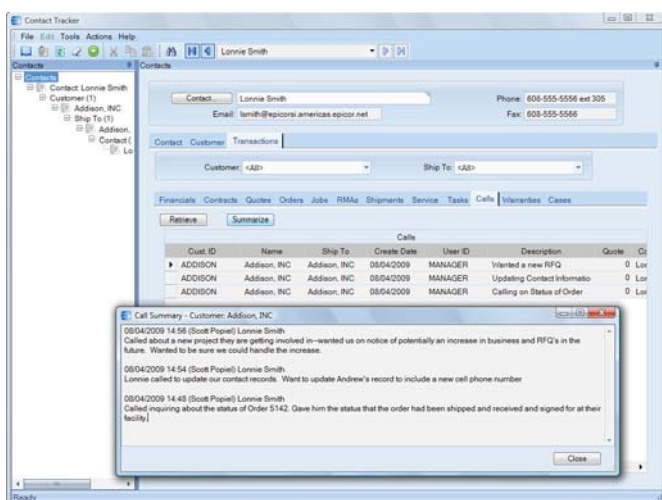 Contact Tracker
File Edit Tools Actions Help
Lonnie Smith
Contacts
Contacts
Contacts
Contact: Lonnie Smith
Customer (1)
Addison, INC
Ship To (1)
Addison,
Contact (
Lo
Contact... Lonnie Smith Phone: 608-555-5556 ext 305
Email: lsmith@epicorsi.americas.epicor.net Fax: 608-555-5566
Contact Customer Transactions
Customer: <All> Ship To: <All>
Financials Contracts Quotes Orders Jobs RMAs Shipments Service Tasks Calls Warranties Cases
Retrieve Summarize
Calls
Cust. ID Name Ship To Create Date User ID Description Quote Co
ADDISON Addison, INC Addison, INC 08/04/2009 MANAGER Wanted a new RFQ 0 Lon
ADDISON Addison, INC Addison, INC 08/04/2009 MANAGER Updating Contact Informatio 0 Lon
ADDISON Addison, INC Addison, INC 08/04/2009 MANAGER Calling on Status of Order 0 Lon
Call Summary - Customer: Addison, INC
08/04/2009 14:56 (Scott Popiel) Lonnie Smith
Called about a new project they are getting involved in--wanted us on notice of potentially an increase in business and RFQ's in the
future. Wanted to be sure we could handle the increase.
08/04/2009 14:54 (Scott Popiel) Lonnie Smith
Lonnie called to update our contact records. Want to update Andrew's record to include a new cell phone number
08/04/2009 14:48 (Scott Popiel) Lonnie Smith
Called inquiring about the status of Order 5142. Gave him the status that the order had been shipped and received and signed for at their
facility.
Close
Ready